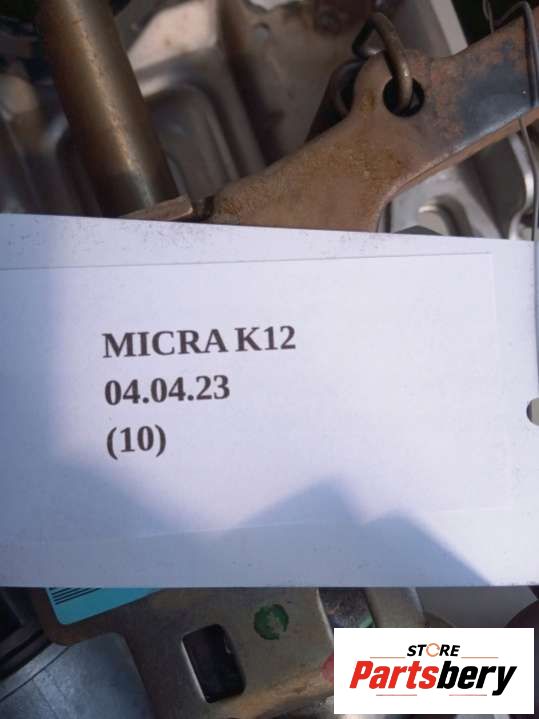 MICRA K12
04.04.23
(10)
STORE
Partsbery